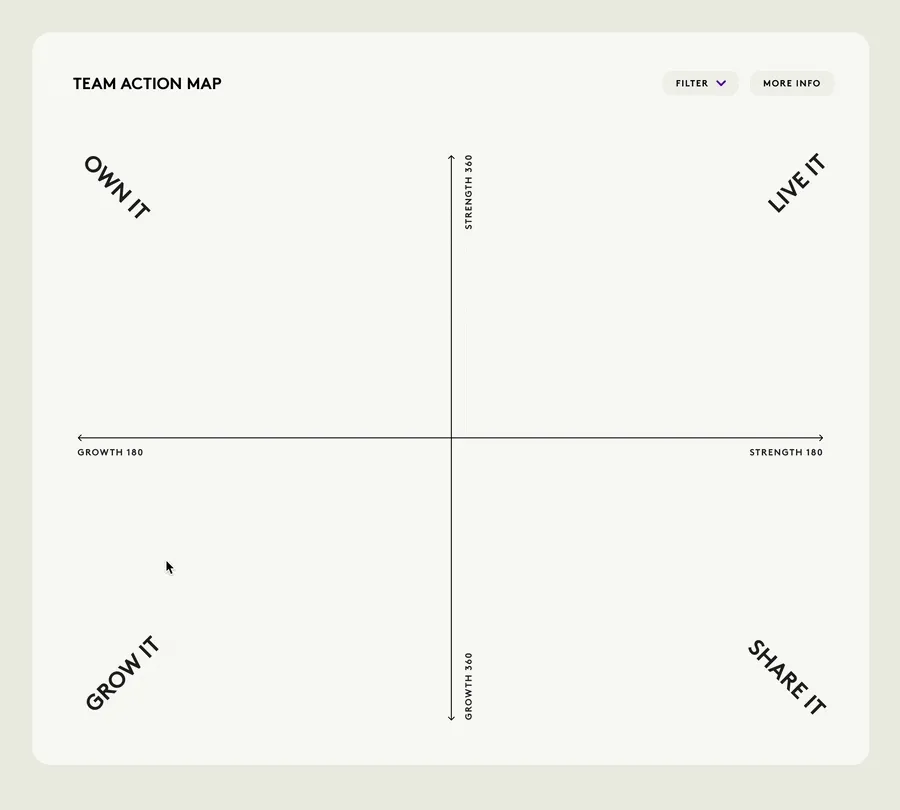 TEAM ACTION MAP
FILTER
MORE INFO
OWN IT
STRENGTH 360
LIVE IT
GROWTH 180
STRENGTH 180
GROW IT
GROWTH 360
SHARE IT